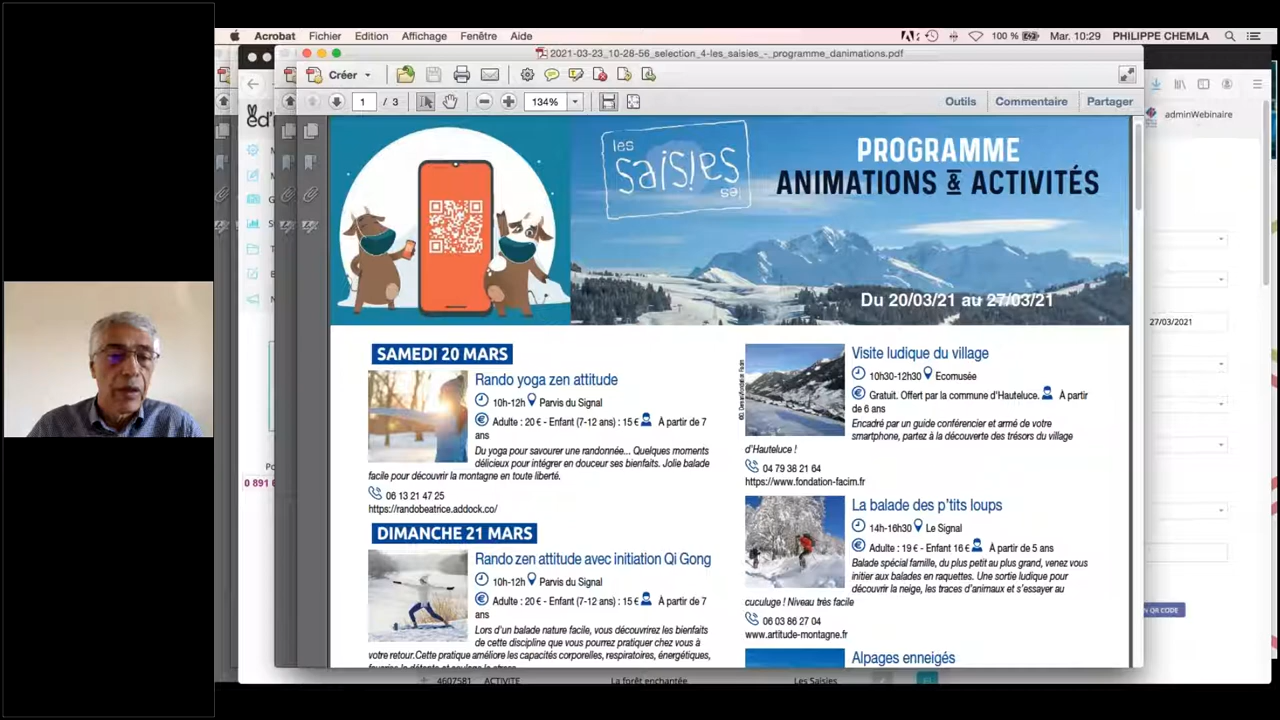 Acrobat Fichier Edition Affichage Fenêtre Aide 100 % Mar. 10:29 PHILIPPE CHEMLA
2021-03-23_10-28-56_selection_4-les_saisies_-_programme_danimations.pdf
Créer
1 / 3 134% Outils Commentaire Partager
adminWebinaire
les saisies
PROGRAMME
ANIMATIONS & ACTIVITÉS
Du 20/03/21 au 27/03/21
27/03/2021
SAMEDI 20 MARS
Rando yoga zen attitude
10h-12h Parvis du Signal
Adulte : 20 € - Enfant (7-12 ans) : 15 € À partir de 7
ans
Du yoga pour savourer une randonnée... Quelques moments
délicieux pour intégrer en douceur ses bienfaits. Jolie balade
facile pour découvrir la montagne en toute liberté.
06 13 21 47 25
https://randobeatrice.addock.co/
DIMANCHE 21 MARS
Rando zen attitude avec initiation Qi Gong
10h-12h Parvis du Signal
Adulte : 20 € - Enfant (7-12 ans) : 15 € À partir de 7
ans
Lors d'un balade nature facile, vous découvrirez les bienfaits
de cette discipline que vous pourrez pratiquer chez vous à
votre retour.Cette pratique améliore les capacités corporelles, respiratoires, énergétiques,
Visite ludique du village
10h30-12h30 Ecomusée
Gratuit. Offert par la commune d'Hauteluce. À partir
de 6 ans
Encadré par un guide conférencier et armé de votre
smartphone, partez à la découverte des trésors du village
d'Hauteluce !
04 79 38 21 64
https://www.fondation-facim.fr
La balade des p'tits loups
14h-16h30 Le Signal
Adulte : 19 € - Enfant 16 € À partir de 5 ans
Balade spécial famille, du plus petit au plus grand, venez vous
initier aux balades en raquettes. Une sortie ludique pour
découvrir la neige, les traces d'animaux et s'essayer au
cuculuge ! Niveau très facile
06 03 86 27 04
www.artitude-montagne.fr
Alpages enneigés
0 891
QR CODE
4607581 ACTIVITE La forêt enchantée Les Saisies